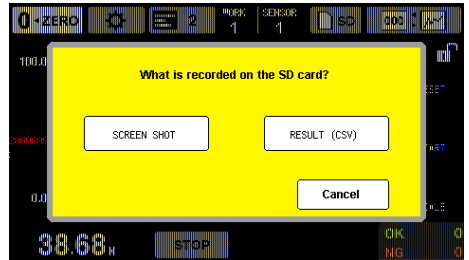 0-ZERO 2 WORK 1 SENSOR 1 SD
100.0
What is recorded on the SD card?
SCREEN SHOT RESULT (CSV)
0.0
Cancel
38.68N STOP
OK 0
NG 0